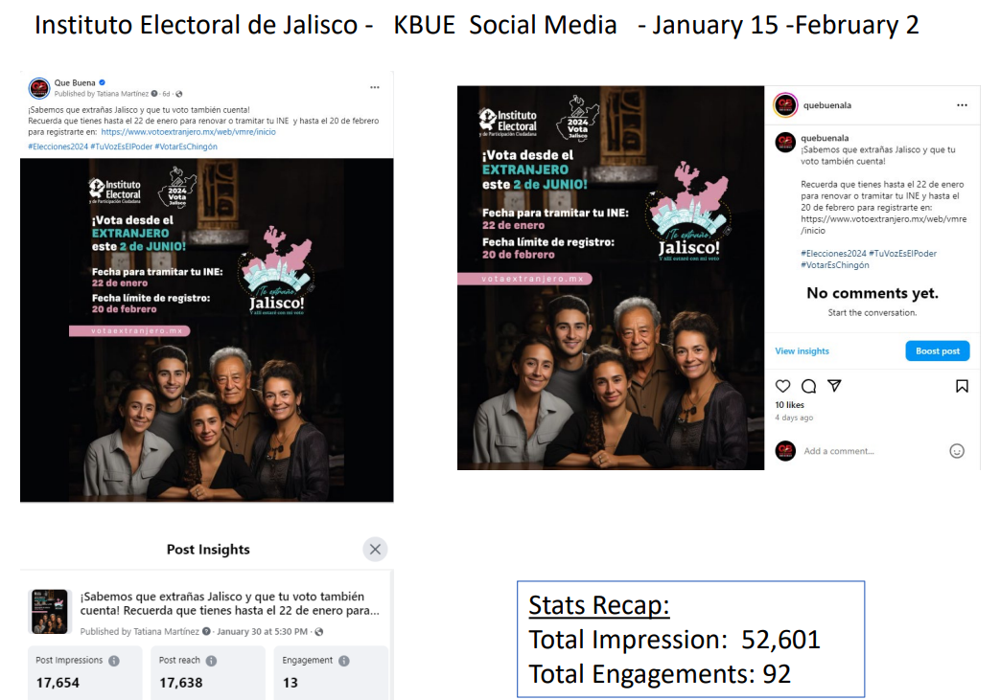 Instituto Electoral de Jalisco - KBUE Social Media - January 15 -February 2
Que Buena
Published by Tatiana Martínez · 6d ·
¡Sabemos que extrañas Jalisco y que tu voto también cuenta!
Recuerda que tienes hasta el 22 de enero para renovar o tramitar tu INE y hasta el 20 de febrero
para registrarte en: https://www.votoextranjero.mx/web/vmre/inicio
#Elecciones2024 #TuVozEsElPoder #VotarEsChingón
Instituto
Electoral
y de Participación Ciudadana
2024
Vota
Jalisco
¡Vota desde el
EXTRANJERO
este 2 de JUNIO!
Fecha para tramitar tu INE:
22 de enero
Fecha límite de registro:
20 de febrero
¡Te extraño,
Jalisco!
Y allí estaré con mi voto
votaextranjero.mx
Post Insights
¡Sabemos que extrañas Jalisco y que tu voto también
cuenta! Recuerda que tienes hasta el 22 de enero para...
Published by Tatiana Martínez · January 30 at 5:30 PM ·
Post Impressions
17,654
Post reach
17,638
Engagement
13
Instituto
Electoral
y de Participación Ciudadana
2024
Vota
Jalisco
¡Vota desde el
EXTRANJERO
este 2 de JUNIO!
Fecha para tramitar tu INE:
22 de enero
Fecha límite de registro:
20 de febrero
¡Te extraño,
Jalisco!
Y allí estaré con mi voto
votaextranjero.mx
quebuenala
quebuenala
¡Sabemos que extrañas Jalisco y que tu
voto también cuenta!
Recuerda que tienes hasta el 22 de enero
para renovar o tramitar tu INE y hasta el
20 de febrero para registrarte en:
https://www.votoextranjero.mx/web/vmre
/inicio
#Elecciones2024 #TuVozEsElPoder
#VotarEsChingón
No comments yet.
Start the conversation.
View insights
Boost post
10 likes
4 days ago
Add a comment...
Stats Recap:
Total Impression: 52,601
Total Engagements: 92